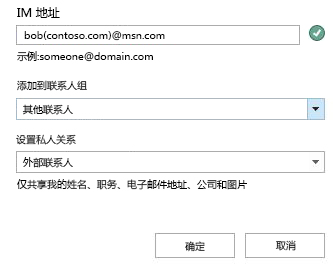 IM 地址
bob(contoso.com)@msn.com
示例:someone@domain.com
添加到联系人组
其他联系人
设置私人关系
外部联系人
仅共享我的姓名、职务、电子邮件地址、公司和图片
确定
取消